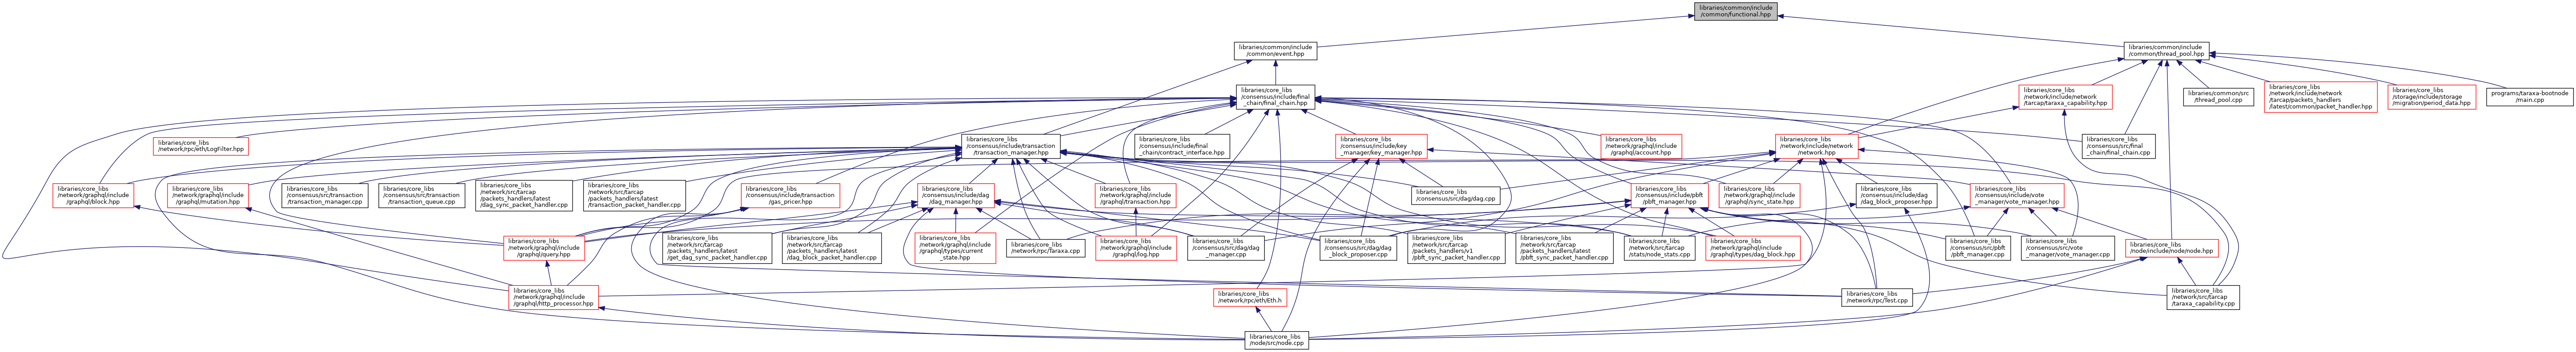 libraries/common/include
/common/functional.hpp
libraries/common/include
/common/event.hpp
libraries/common/include
/common/thread_pool.hpp
libraries/core_libs
/consensus/include/final
_chain/final_chain.hpp
libraries/core_libs
/network/include/network
/tarcap/taraxa_capability.hpp
libraries/common/src
/thread_pool.cpp
libraries/core_libs
/network/include/network
/tarcap/packets_handlers
/latest/common/packet_handler.hpp
libraries/core_libs
/storage/include/storage
/migration/period_data.hpp
programs/taraxa-bootnode
/main.cpp
libraries/core_libs
/network/rpc/eth/LogFilter.hpp
libraries/core_libs
/consensus/include/transaction
/transaction_manager.hpp
libraries/core_libs
/consensus/include/final
_chain/contract_interface.hpp
libraries/core_libs
/consensus/include/key
_manager/key_manager.hpp
libraries/core_libs
/network/graphql/include
/graphql/account.hpp
libraries/core_libs
/network/include/network
/network.hpp
libraries/core_libs
/consensus/src/final
_chain/final_chain.cpp
libraries/core_libs
/network/graphql/include
/graphql/block.hpp
libraries/core_libs
/network/graphql/include
/graphql/mutation.hpp
libraries/core_libs
/consensus/src/transaction
/transaction_manager.cpp
libraries/core_libs
/consensus/src/transaction
/transaction_queue.cpp
libraries/core_libs
/network/src/tarcap
/packets_handlers/latest
/dag_sync_packet_handler.cpp
libraries/core_libs
/network/src/tarcap
/packets_handlers/latest
/transaction_packet_handler.cpp
libraries/core_libs
/consensus/include/transaction
/gas_pricer.hpp
libraries/core_libs
/consensus/include/dag
/dag_manager.hpp
libraries/core_libs
/network/graphql/include
/graphql/transaction.hpp
libraries/core_libs
/consensus/src/dag/dag.cpp
libraries/core_libs
/consensus/include/pbft
/pbft_manager.hpp
libraries/core_libs
/network/graphql/include
/graphql/sync_state.hpp
libraries/core_libs
/consensus/include/dag
/dag_block_proposer.hpp
libraries/core_libs
/consensus/include/vote
_manager/vote_manager.hpp
libraries/core_libs
/network/graphql/include
/graphql/query.hpp
libraries/core_libs
/network/src/tarcap
/packets_handlers/latest
/get_dag_sync_packet_handler.cpp
libraries/core_libs
/network/src/tarcap
/packets_handlers/latest
/dag_block_packet_handler.cpp
libraries/core_libs
/network/graphql/include
/graphql/types/current
_state.hpp
libraries/core_libs
/network/rpc/Taraxa.cpp
libraries/core_libs
/network/graphql/include
/graphql/log.hpp
libraries/core_libs
/consensus/src/dag/dag
_manager.cpp
libraries/core_libs
/consensus/src/dag/dag
_block_proposer.cpp
libraries/core_libs
/network/src/tarcap
/packets_handlers/v1
/pbft_sync_packet_handler.cpp
libraries/core_libs
/network/src/tarcap
/packets_handlers/latest
/pbft_sync_packet_handler.cpp
libraries/core_libs
/network/src/tarcap
/stats/node_stats.cpp
libraries/core_libs
/network/graphql/include
/graphql/types/dag_block.hpp
libraries/core_libs
/consensus/src/pbft
/pbft_manager.cpp
libraries/core_libs
/consensus/src/vote
_manager/vote_manager.cpp
libraries/core_libs
/node/include/node/node.hpp
libraries/core_libs
/network/graphql/include
/graphql/http_processor.hpp
libraries/core_libs
/network/rpc/eth/Eth.h
libraries/core_libs
/network/rpc/Test.cpp
libraries/core_libs
/network/src/tarcap
/taraxa_capability.cpp
libraries/core_libs
/node/src/node.cpp